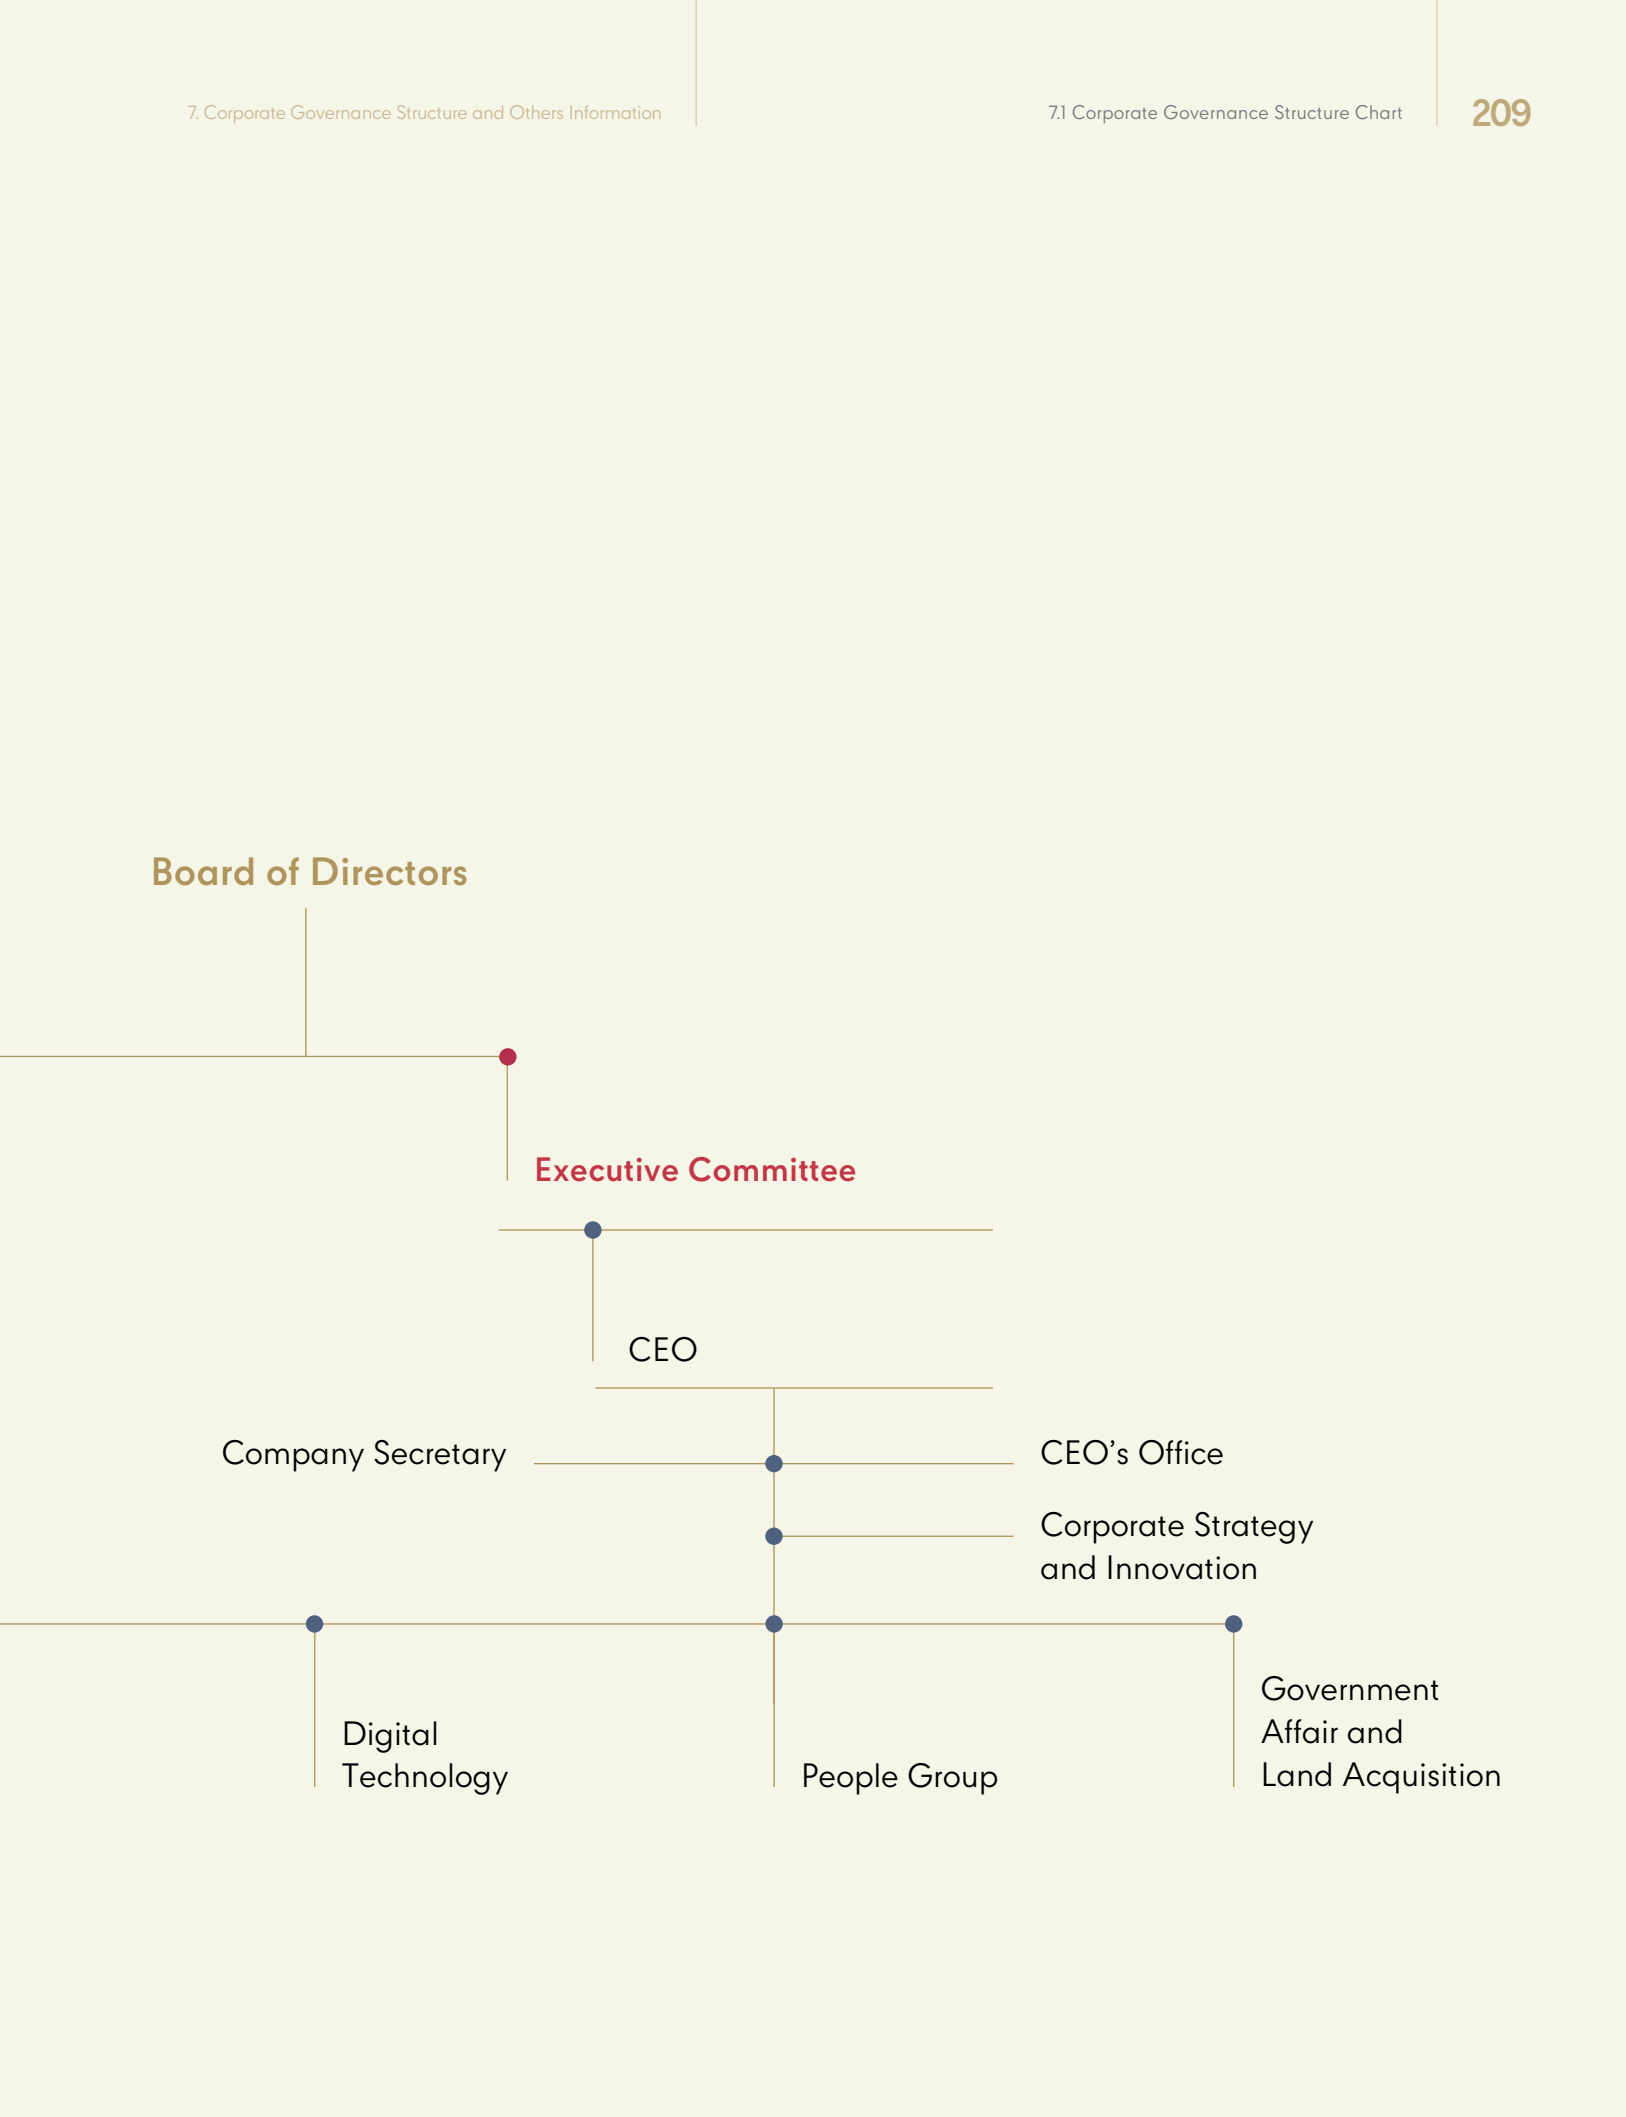 7. Corporate Governance Structure and Others Information
7.1 Corporate Governance Structure Chart
209
Board of Directors
Executive Committee
CEO
Company Secretary
CEO’s Office
Corporate Strategy
and Innovation
Digital
Technology
People Group
Government
Affair and
Land Acquisition